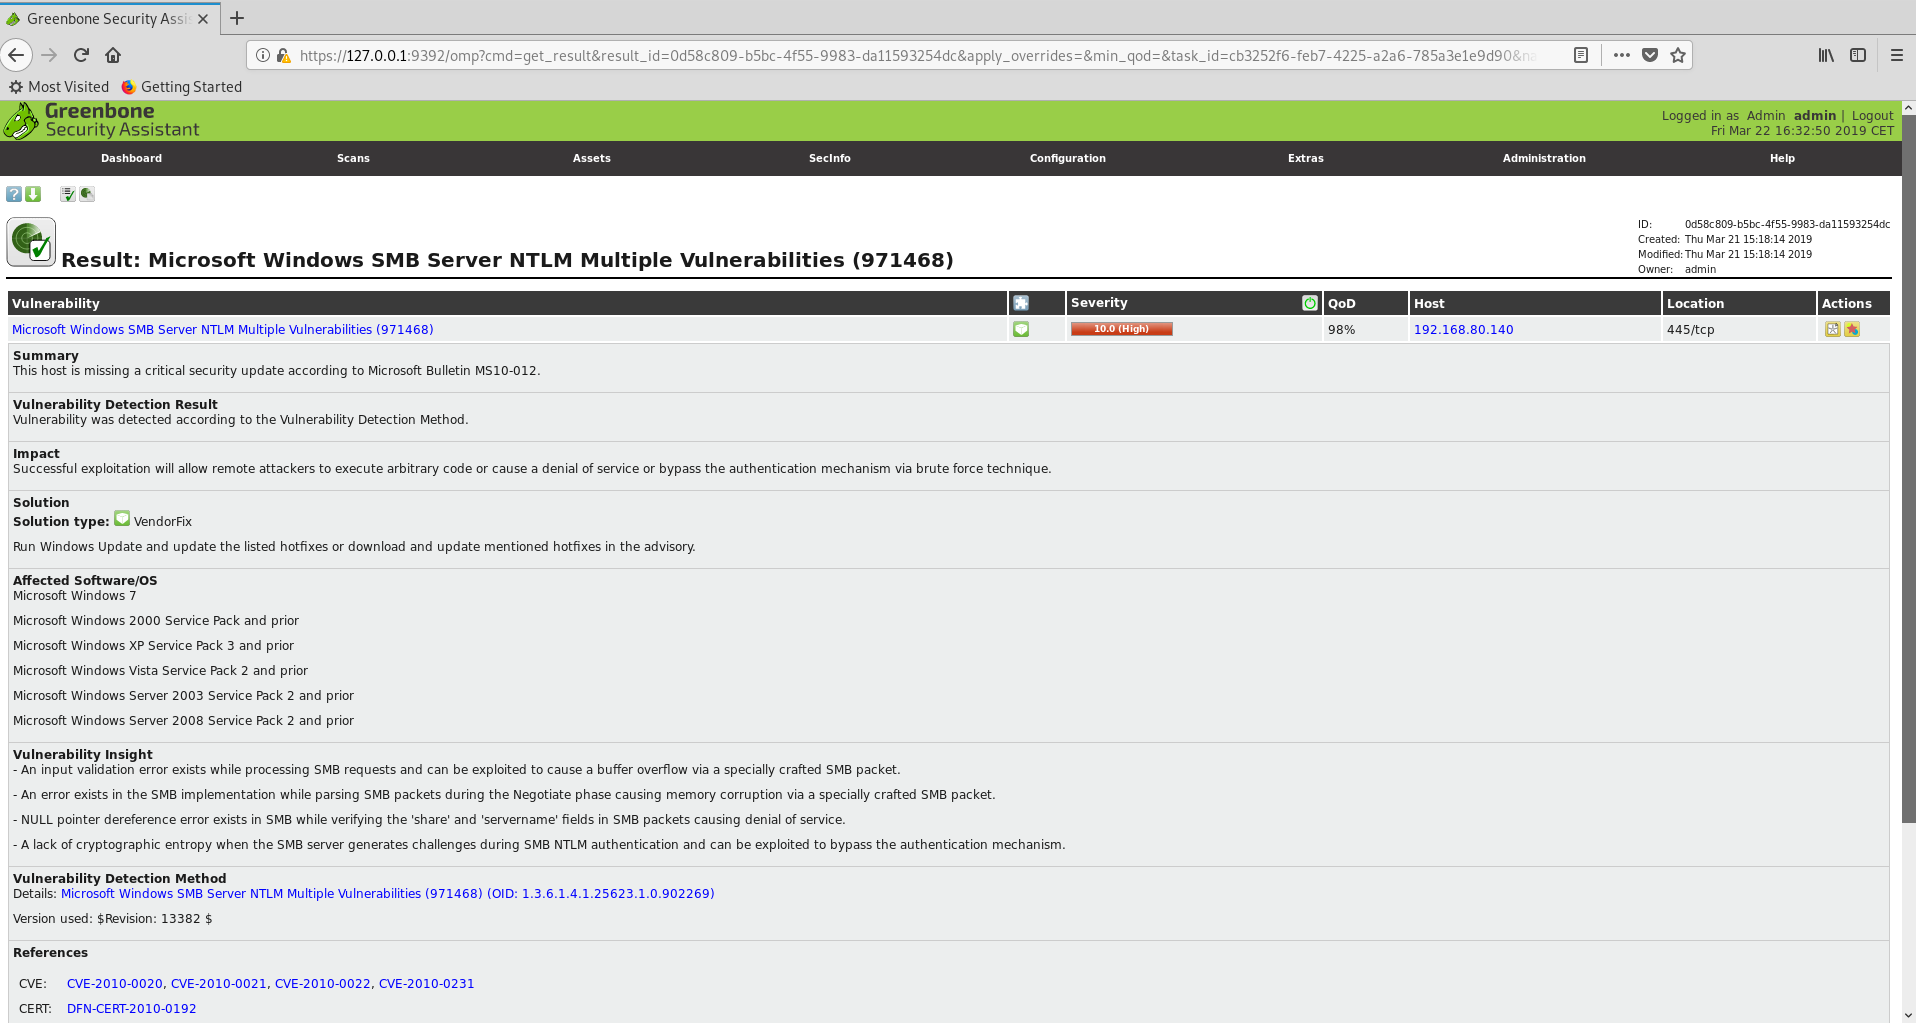 Greenbone Security Assis
https://127.0.0.1:9392/omp?cmd=get_result&result_id=0d58c809-b5bc-4f55-9983-da11593254dc&apply_overrides=&min_qod=&task_id=cb3252f6-feb7-4225-a2a6-785a3e1e9d90&na
Most Visited Getting Started
Greenbone
Security Assistant
Logged in as Admin admin | Logout
Fri Mar 22 16:32:50 2019 CET
Dashboard Scans Assets SecInfo Configuration Extras Administration Help
ID: 0d58c809-b5bc-4f55-9983-da11593254dc
Created: Thu Mar 21 15:18:14 2019
Modified: Thu Mar 21 15:18:14 2019
Owner: admin
Result: Microsoft Windows SMB Server NTLM Multiple Vulnerabilities (971468)
Vulnerability Severity QoD Host Location Actions
Microsoft Windows SMB Server NTLM Multiple Vulnerabilities (971468) 10.0 (High) 98% 192.168.80.140 445/tcp
Summary
This host is missing a critical security update according to Microsoft Bulletin MS10-012.
Vulnerability Detection Result
Vulnerability was detected according to the Vulnerability Detection Method.
Impact
Successful exploitation will allow remote attackers to execute arbitrary code or cause a denial of service or bypass the authentication mechanism via brute force technique.
Solution
Solution type: VendorFix
Run Windows Update and update the listed hotfixes or download and update mentioned hotfixes in the advisory.
Affected Software/OS
Microsoft Windows 7
Microsoft Windows 2000 Service Pack and prior
Microsoft Windows XP Service Pack 3 and prior
Microsoft Windows Vista Service Pack 2 and prior
Microsoft Windows Server 2003 Service Pack 2 and prior
Microsoft Windows Server 2008 Service Pack 2 and prior
Vulnerability Insight
- An input validation error exists while processing SMB requests and can be exploited to cause a buffer overflow via a specially crafted SMB packet.
- An error exists in the SMB implementation while parsing SMB packets during the Negotiate phase causing memory corruption via a specially crafted SMB packet.
- NULL pointer dereference error exists in SMB while verifying the 'share' and 'servername' fields in SMB packets causing denial of service.
- A lack of cryptographic entropy when the SMB server generates challenges during SMB NTLM authentication and can be exploited to bypass the authentication mechanism.
Vulnerability Detection Method
Details: Microsoft Windows SMB Server NTLM Multiple Vulnerabilities (971468) (OID: 1.3.6.1.4.1.25623.1.0.902269)
Version used: $Revision: 13382 $
References
CVE: CVE-2010-0020, CVE-2010-0021, CVE-2010-0022, CVE-2010-0231
CERT: DFN-CERT-2010-0192